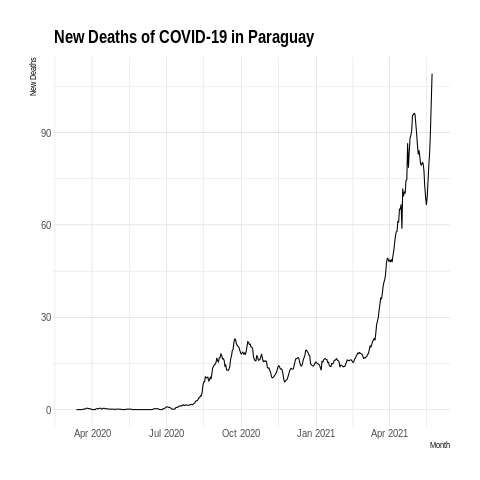 New Deaths of COVID-19 in Paraguay
New Deaths
90
60
30
0
Apr 2020 Jul 2020 Oct 2020 Jan 2021 Apr 2021
Month